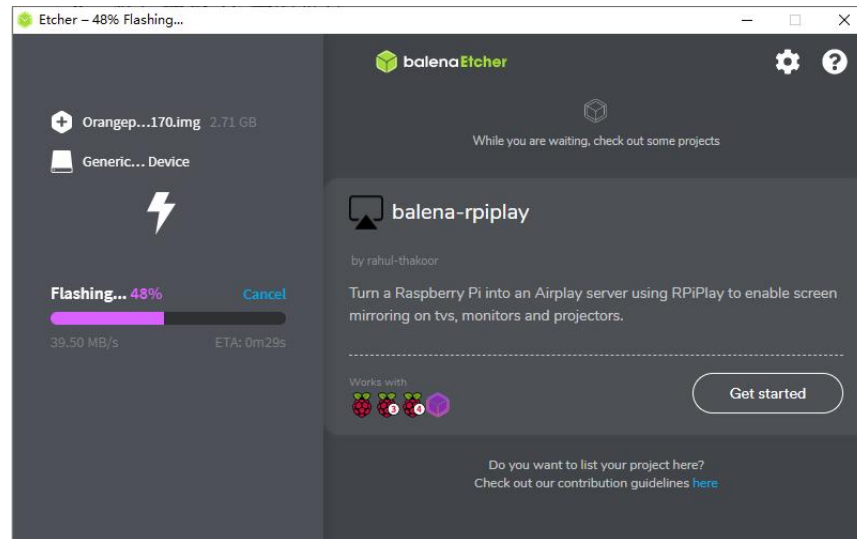 Etcher – 48% Flashing...
balenaEtcher
Orangep...170.img 2.71 GB
Generic... Device
While you are waiting, check out some projects
balena-rpiplay
by rahul-thakoor
Turn a Raspberry Pi into an Airplay server using RPiPlay to enable screen
mirroring on tvs, monitors and projectors.
Flashing... 48% Cancel
39.50 MB/s ETA: 0m29s
Works with
3 4
Get started
Do you want to list your project here?
Check out our contribution guidelines here